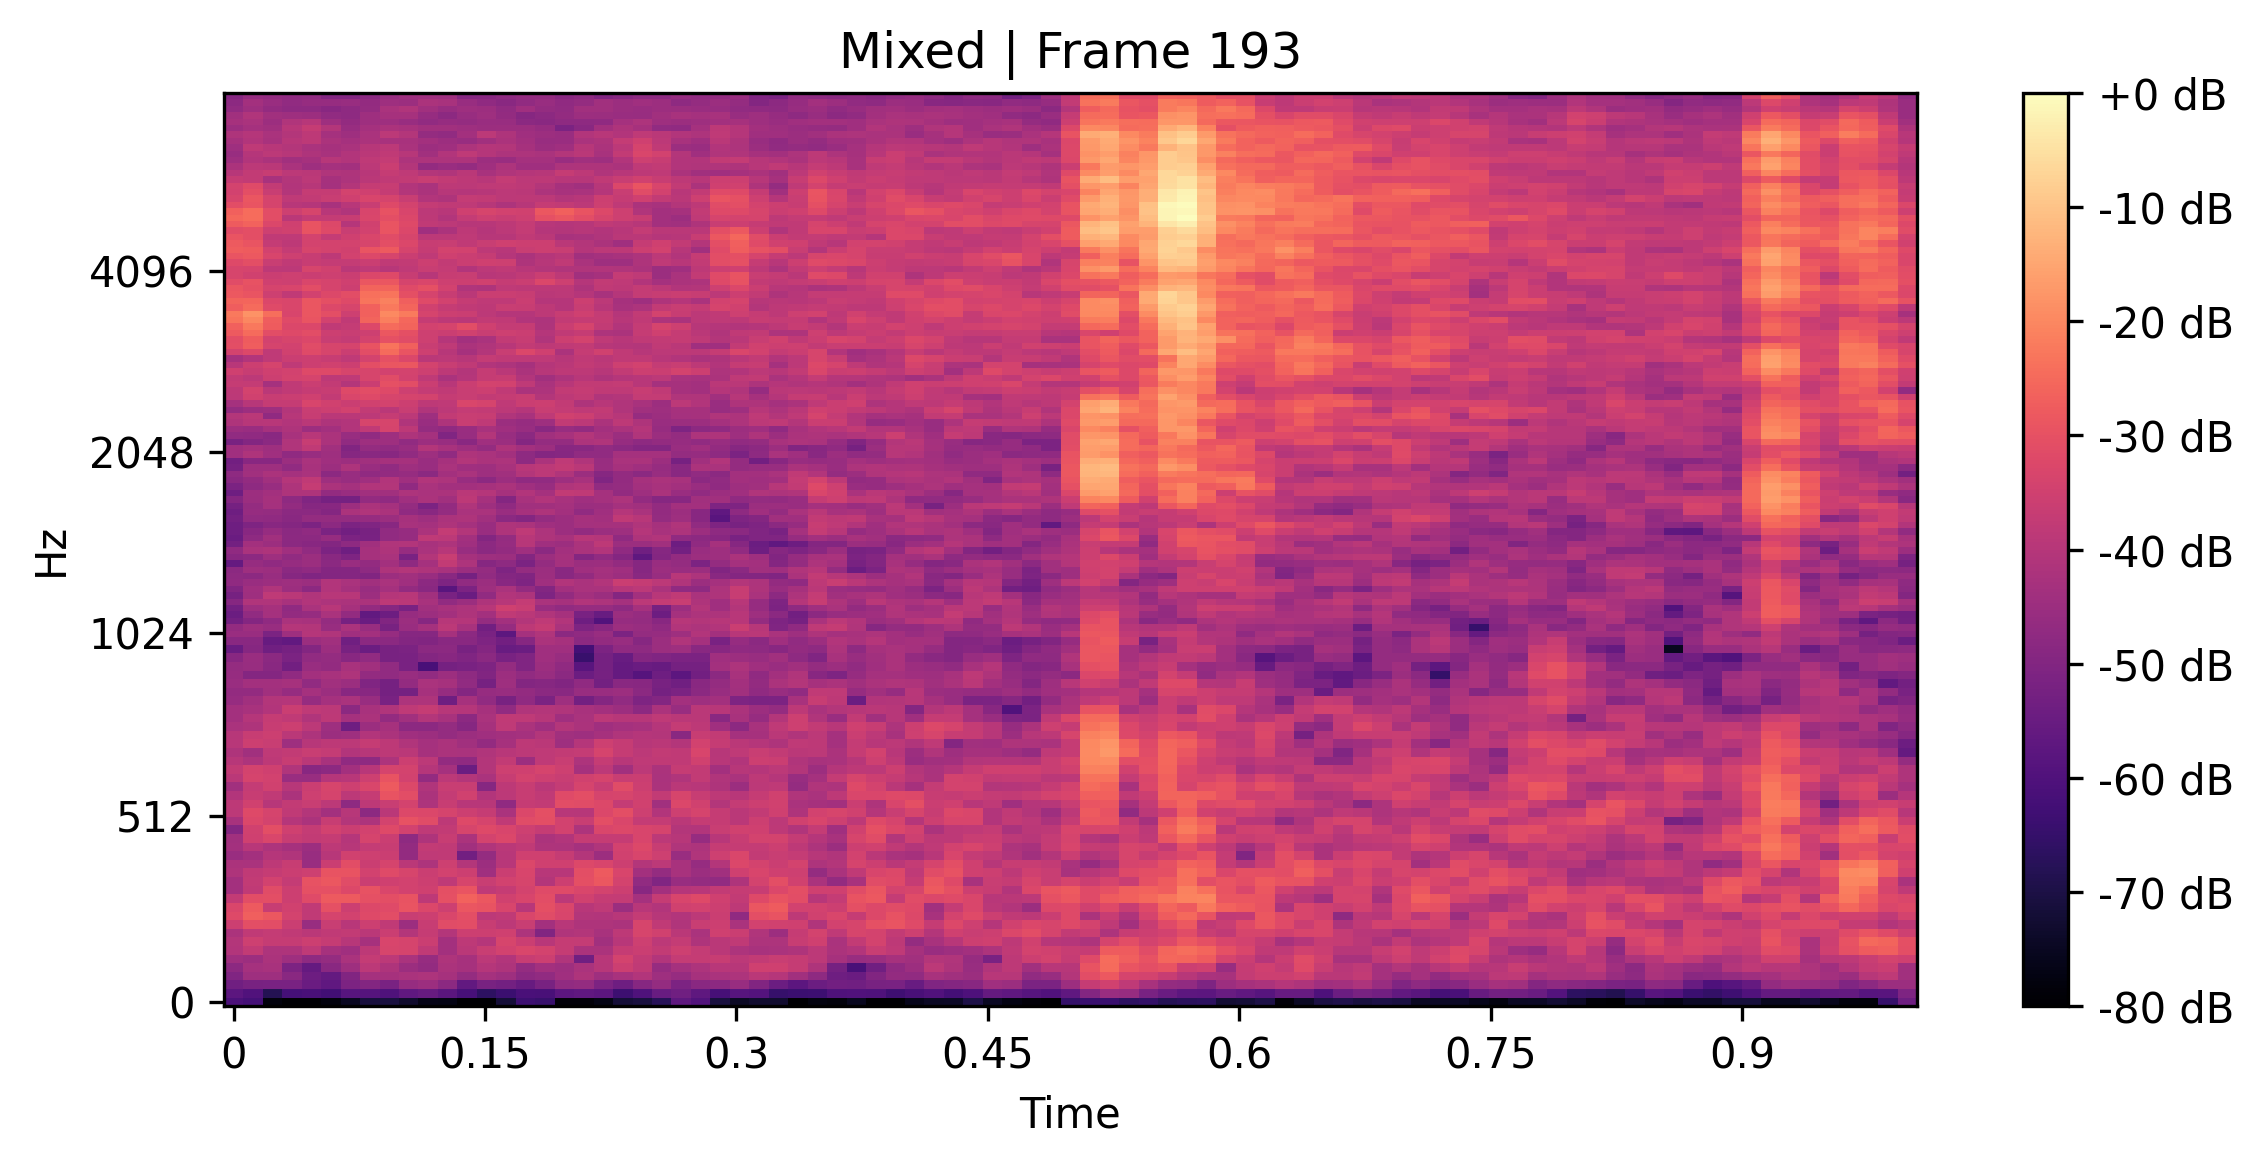 Mixed | Frame 193
Hz
4096
2048
1024
512
0
0 0.15 0.3 0.45 0.6 0.75 0.9
Time
+0 dB
-10 dB
-20 dB
-30 dB
-40 dB
-50 dB
-60 dB
-70 dB
-80 dB